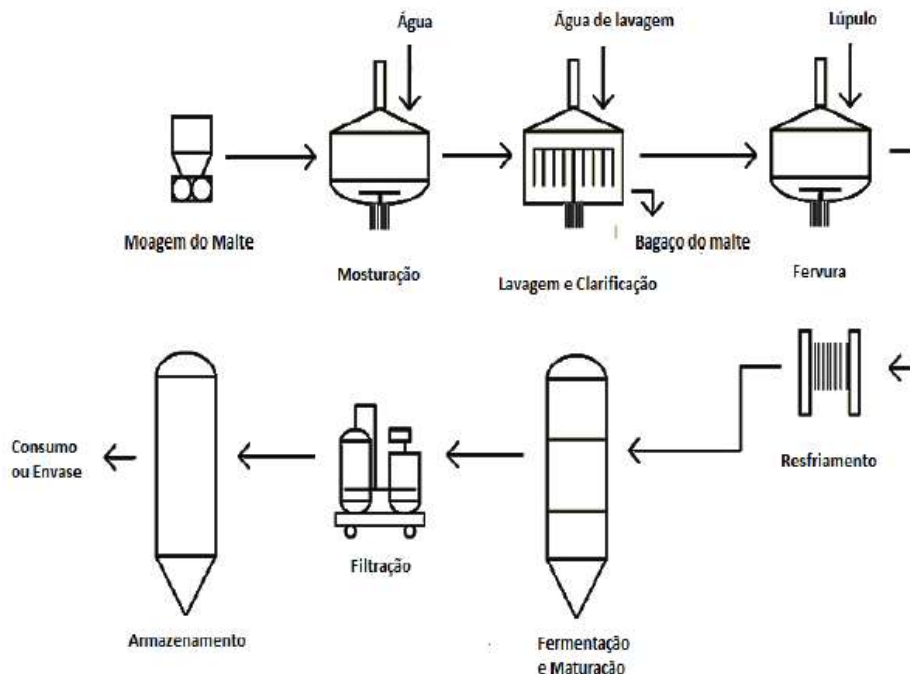 Água
Água de lavagem
Lúpulo
Moagem do Malte
Mosturação
Lavagem e Clarificação
Bagaço do malte
Fervura
Resfriamento
Consumo
ou Envase
Filtração
Armazenamento
Fermentação
e Maturação